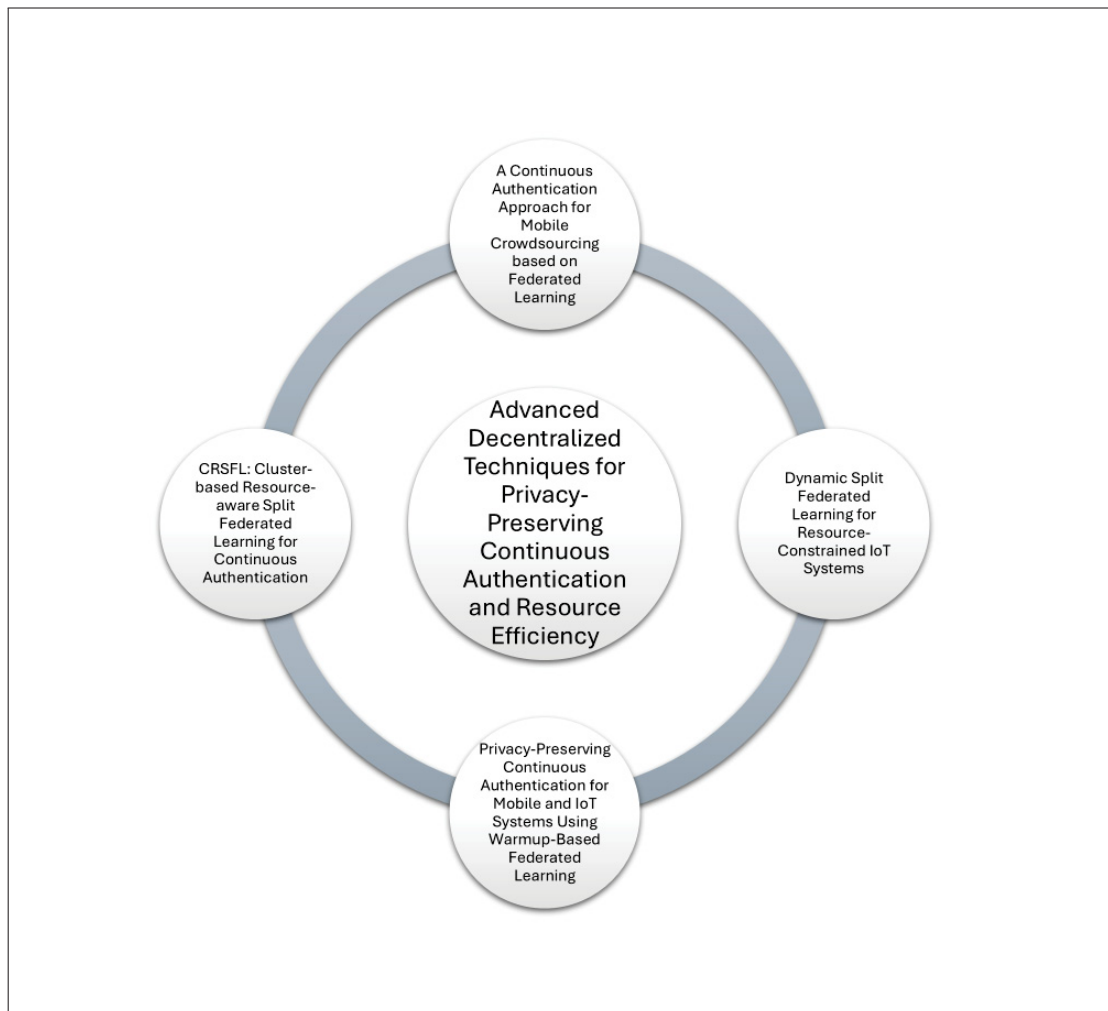 A Continuous
Authentication
Approach for
Mobile
Crowdsourcing
based on
Federated
Learning
CRSFL: Cluster-
based Resource-
aware Split
Federated
Learning for
Continuous
Authentication
Advanced
Decentralized
Techniques for
Privacy-
Preserving
Continuous
Authentication
and Resource
Efficiency
Dynamic Split
Federated
Learning for
Resource-
Constrained IoT
Systems
Privacy-Preserving
Continuous
Authentication for
Mobile and IoT
Systems Using
Warmup-Based
Federated
Learning